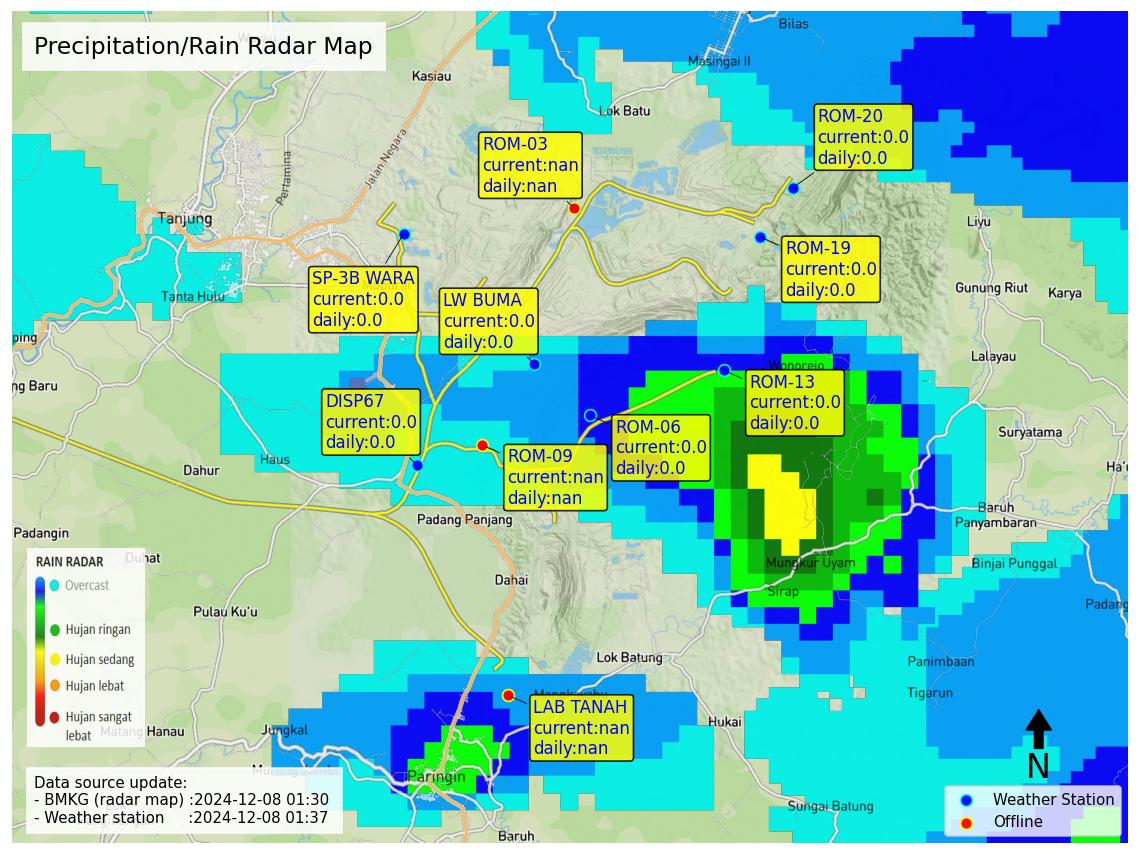 Precipitation/Rain Radar Map
Bilas
Masingai II
Kasiau
Lok Batu
ROM-20
current:0.0
daily:0.0
ROM-03
current:nan
daily:nan
Jalan Negara
Pertamina
Tanjung
Liyu
ROM-19
current:0.0
daily:0.0
SP-3B WARA
current:0.0
daily:0.0
LW BUMA
current:0.0
daily:0.0
Tanta Hulu
Gunung Riut
Karya
ping
Lalayau
Wonorejo
ng Baru
ROM-13
current:0.0
daily:0.0
DISP67
current:0.0
daily:0.0
ROM-06
current:0.0
daily:0.0
Suryatama
ROM-09
current:nan
daily:nan
Haus
Dahur
Ha'u
Baruh
Panyambaran
Padang Panjang
Padangin
Mungkur Uyam
Binjai Punggal
Duhat
Dahai
Sirap
Padang
Pulau Ku'u
RAIN RADAR
Overcast
Hujan ringan
Hujan sedang
Hujan lebat
Hujan sangat
lebat
Lok Batung
Panimbaan
Tigarun
LAB TANAH
current:nan
daily:nan
Hukai
Matang Hanau
Jungkal
N
Paringin
Data source update:
- BMKG (radar map) :2024-12-08 01:30
- Weather station :2024-12-08 01:37
Sungai Batung
Baruh
Weather Station
Offline